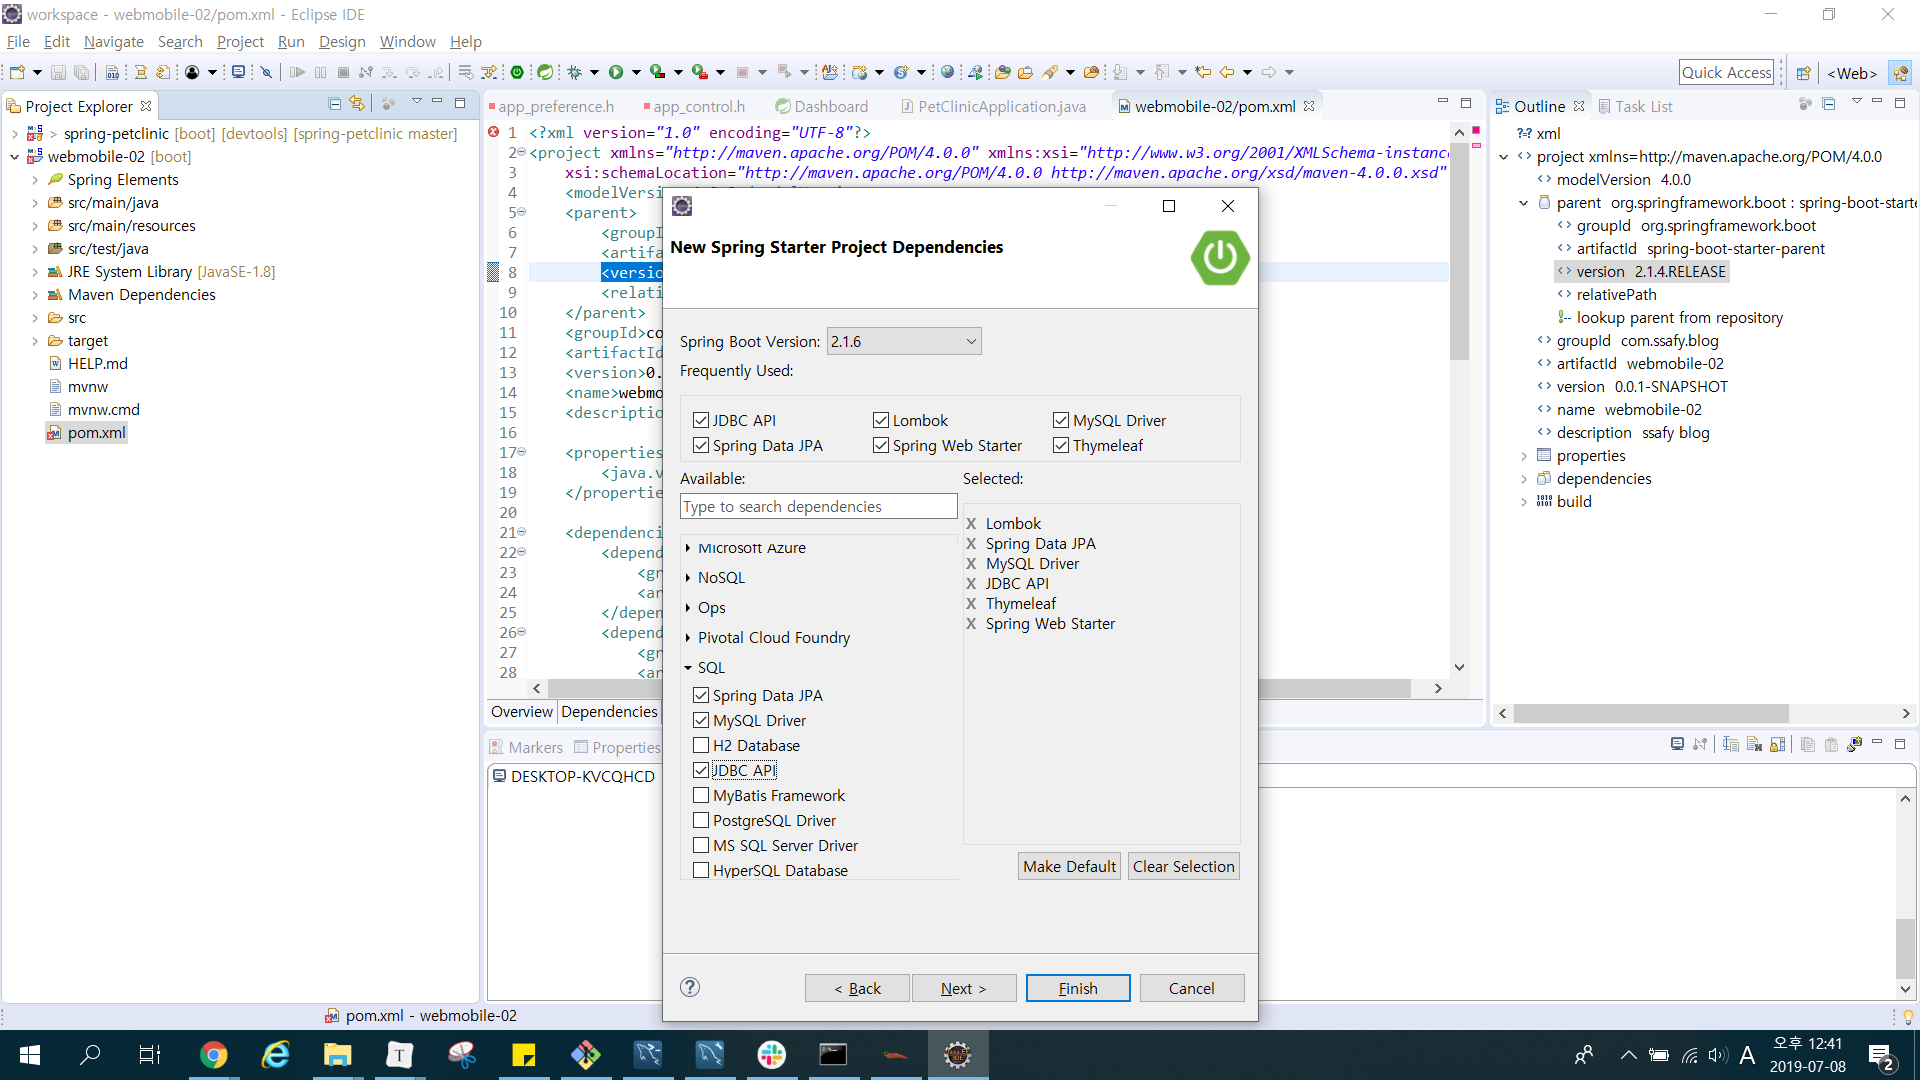 workspace - webmobile-02/pom.xml - Eclipse IDE
File Edit Navigate Search Project Run Design Window Help
Quick Access
<Web>
Project Explorer
> spring-petclinic [boot] [devtools] [spring-petclinic master]
webmobile-02 [boot]
Spring Elements
src/main/java
src/main/resources
src/test/java
JRE System Library [JavaSE-1.8]
Maven Dependencies
src
target
HELP.md
mvnw
mvnw.cmd
pom.xml
app_preference.h app_control.h Dashboard PetClinicApplication.java webmobile-02/pom.xml
1 <?xml version="1.0" encoding="UTF-8"?>
2 <project xmlns="http://maven.apache.org/POM/4.0.0" xmlns:xsi="http://www.w3.org/2001/XMLSchema-instanc
3 xsi:schemaLocation="http://maven.apache.org/POM/4.0.0 http://maven.apache.org/xsd/maven-4.0.0.xsd"
4 <modelVersi
5 <parent>
6 <groupI
7 <artifa
8 <versio
9 <relati
10 </parent>
11 <groupId>co
12 <artifactId
13 <version>0.
14 <name>webmo
15 <descriptio
16
17 <properties
18 <java.v
19 </propertie
20
21 <dependenci
22 <depend
23 <gr
24 <ar
25 </depen
26 <depend
27 <gr
28 <ar
Overview Dependencies
Markers Properties
DESKTOP-KVCQHCD
New Spring Starter Project Dependencies
Spring Boot Version: 2.1.6
Frequently Used:
JDBC API Lombok MySQL Driver
Spring Data JPA Spring Web Starter Thymeleaf
Available:
Type to search dependencies
Microsoft Azure
NoSQL
Ops
Pivotal Cloud Foundry
SQL
Spring Data JPA
MySQL Driver
H2 Database
JDBC API
MyBatis Framework
PostgreSQL Driver
MS SQL Server Driver
HyperSQL Database
Selected:
X Lombok
X Spring Data JPA
X MySQL Driver
X JDBC API
X Thymeleaf
X Spring Web Starter
Make Default Clear Selection
< Back Next > Finish Cancel
Outline Task List
xml
project xmlns=http://maven.apache.org/POM/4.0.0
modelVersion 4.0.0
parent org.springframework.boot : spring-boot-starte
groupId org.springframework.boot
artifactId spring-boot-starter-parent
version 2.1.4.RELEASE
relativePath
lookup parent from repository
groupId com.ssafy.blog
artifactId webmobile-02
version 0.0.1-SNAPSHOT
name webmobile-02
description ssafy blog
properties
dependencies
build
pom.xml - webmobile-02
A
오후 12:41
2019-07-08
2